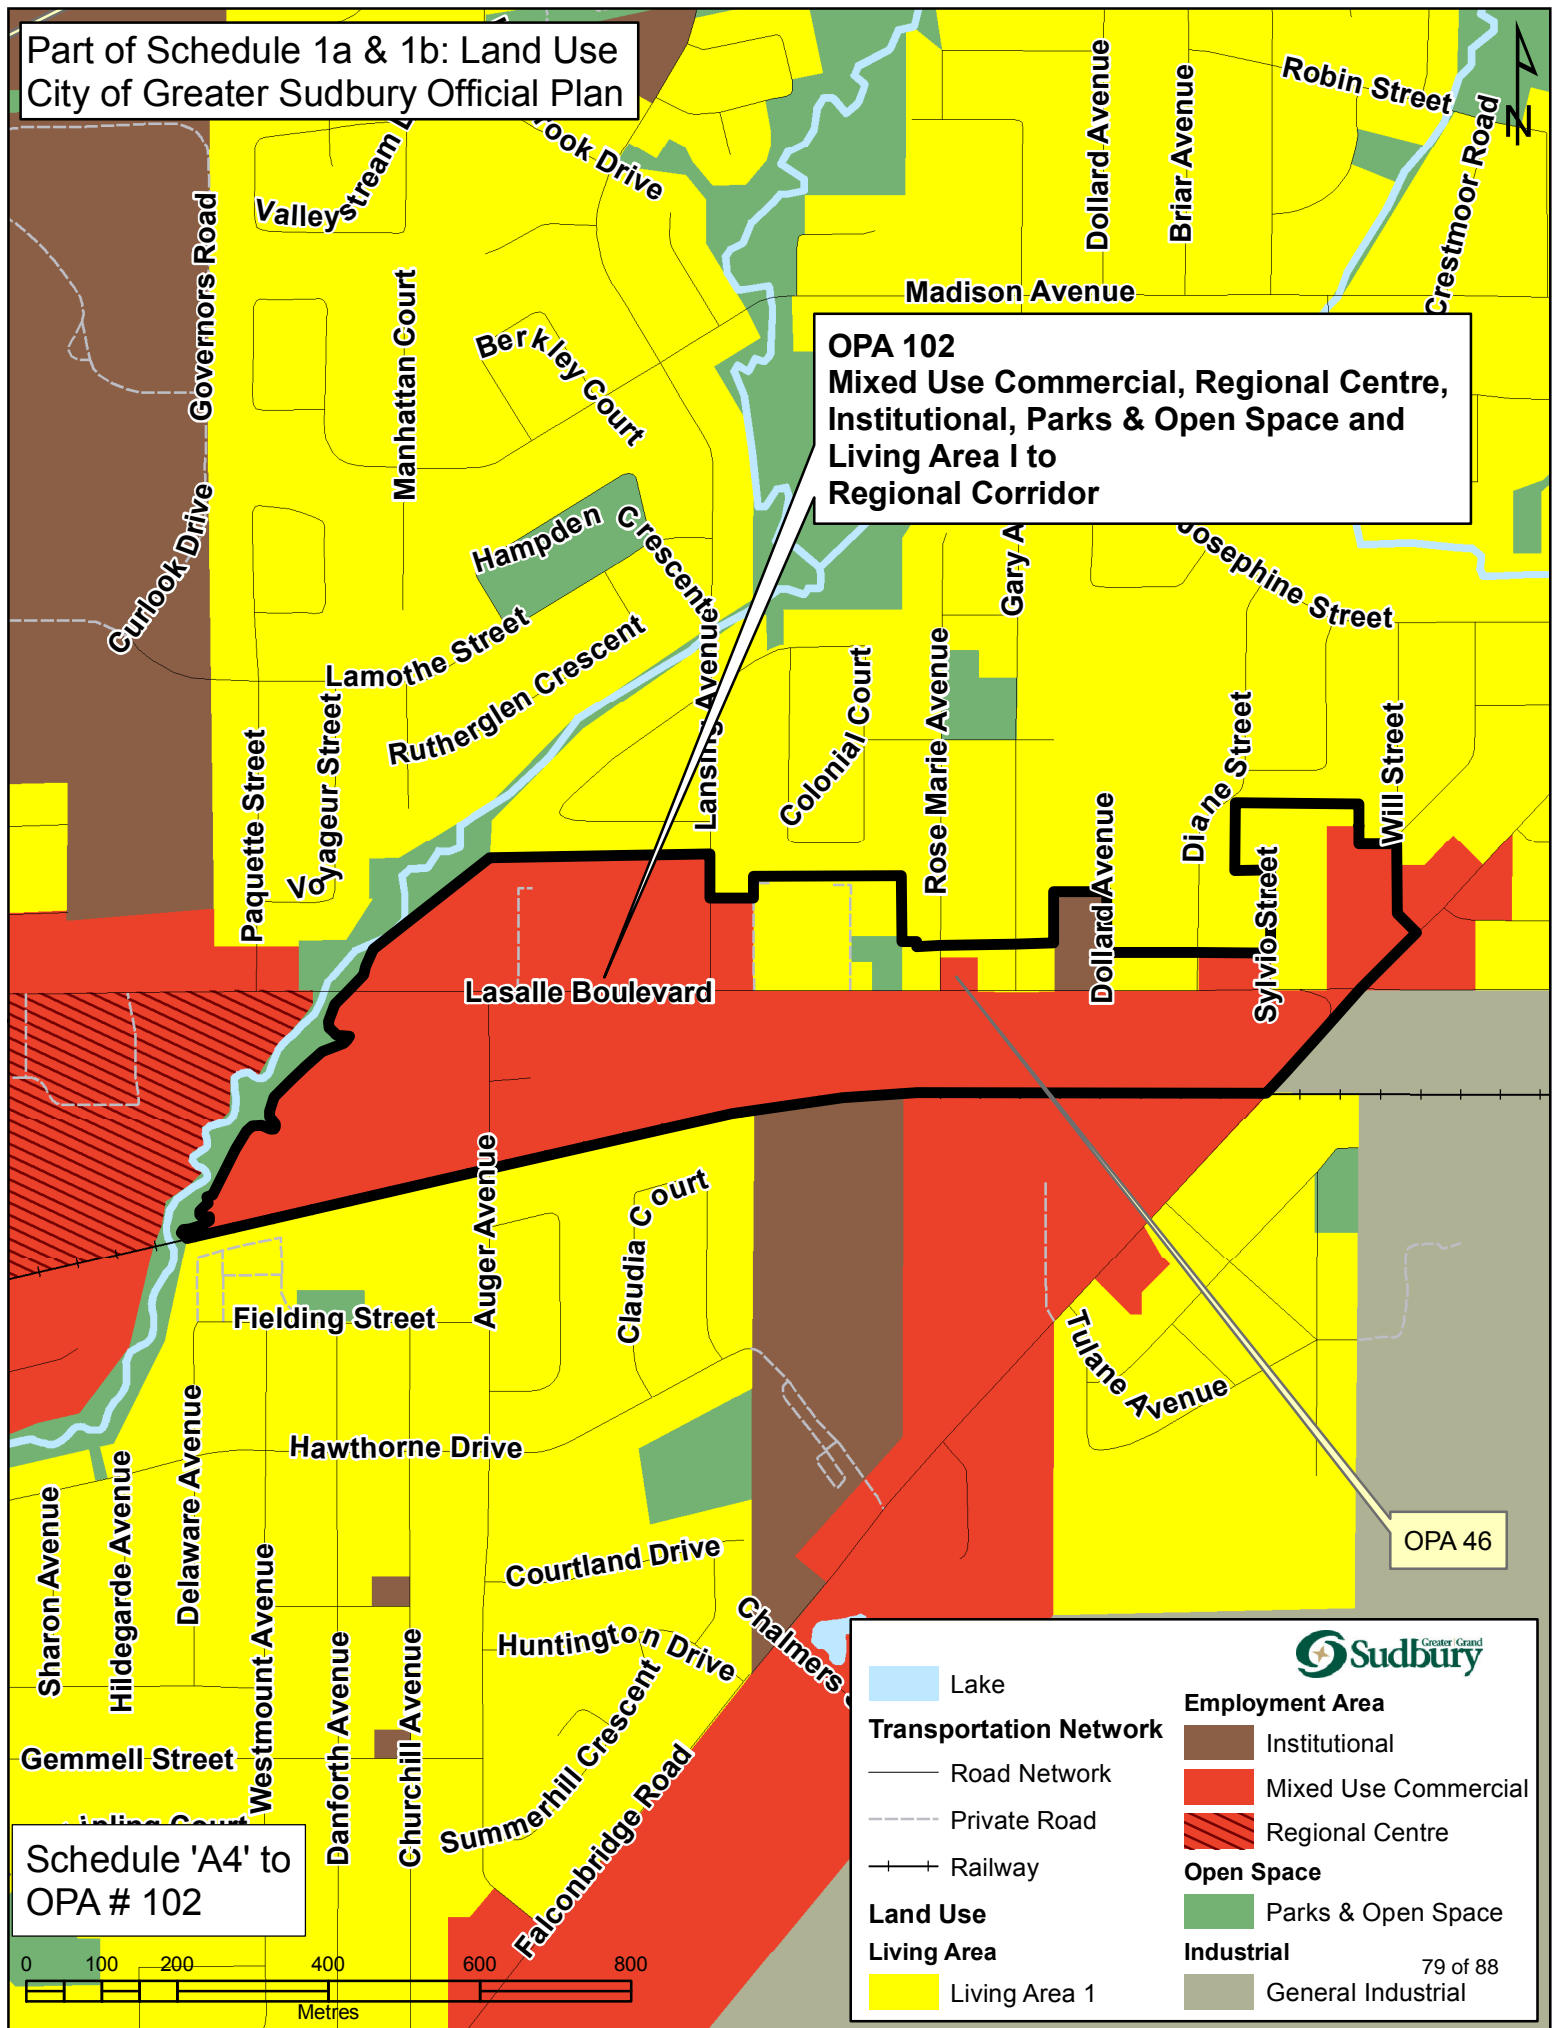 Part of Schedule 1a & 1b: Land Use
City of Greater Sudbury Official Plan
Robin Street
Dollard Avenue
Briar Avenue
Crestmoor Road
N
Drive
Valleystream
Governors Road
Manhattan Court
Berkley Court
Madison Avenue
OPA 102
Mixed Use Commercial, Regional Centre,
Institutional, Parks & Open Space and
Living Area I to
Regional Corridor
Curlook Drive
Hampden Crescent
Lamothe Street
Rutherglen Crescent
Lansing Avenue
Gary
Josephine Street
Paquette Street
Voyageur Street
Colonial Court
Rose Marie Avenue
Diane Street
Will Street
Dollard Avenue
Sylvio Street
Lasalle Boulevard
Auger Avenue
Claudia Court
Fielding Street
Tulane Avenue
Hawthorne Drive
Sharon Avenue
Hildegarde Avenue
Delaware Avenue
Westmount Avenue
Danforth Avenue
Churchill Avenue
Courtland Drive
Huntington Drive
Chalmers
Summerhill Crescent
Falconbridge Road
Gemmell Street
Court
OPA 46
Schedule 'A4' to
OPA # 102
0 100 200 400 600 800
Metres
Greater | Grand
Sudbury
Lake
Transportation Network
Road Network
Private Road
Railway
Land Use
Living Area
Living Area 1
Employment Area
Institutional
Mixed Use Commercial
Regional Centre
Open Space
Parks & Open Space
Industrial
General Industrial
79 of 88